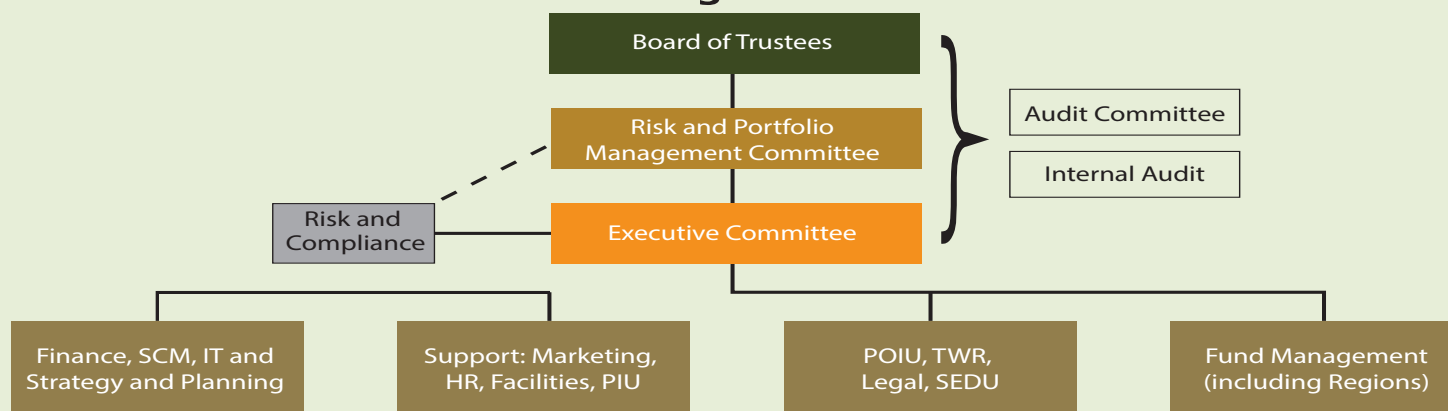 Board of Trustees
Risk and Portfolio
Management Committee
Audit Committee
Internal Audit
Risk and
Compliance
Executive Committee
Finance, SCM, IT and
Strategy and Planning
Support: Marketing,
HR, Facilities, PIU
POIU, TWR,
Legal, SEDU
Fund Management
(including Regions)